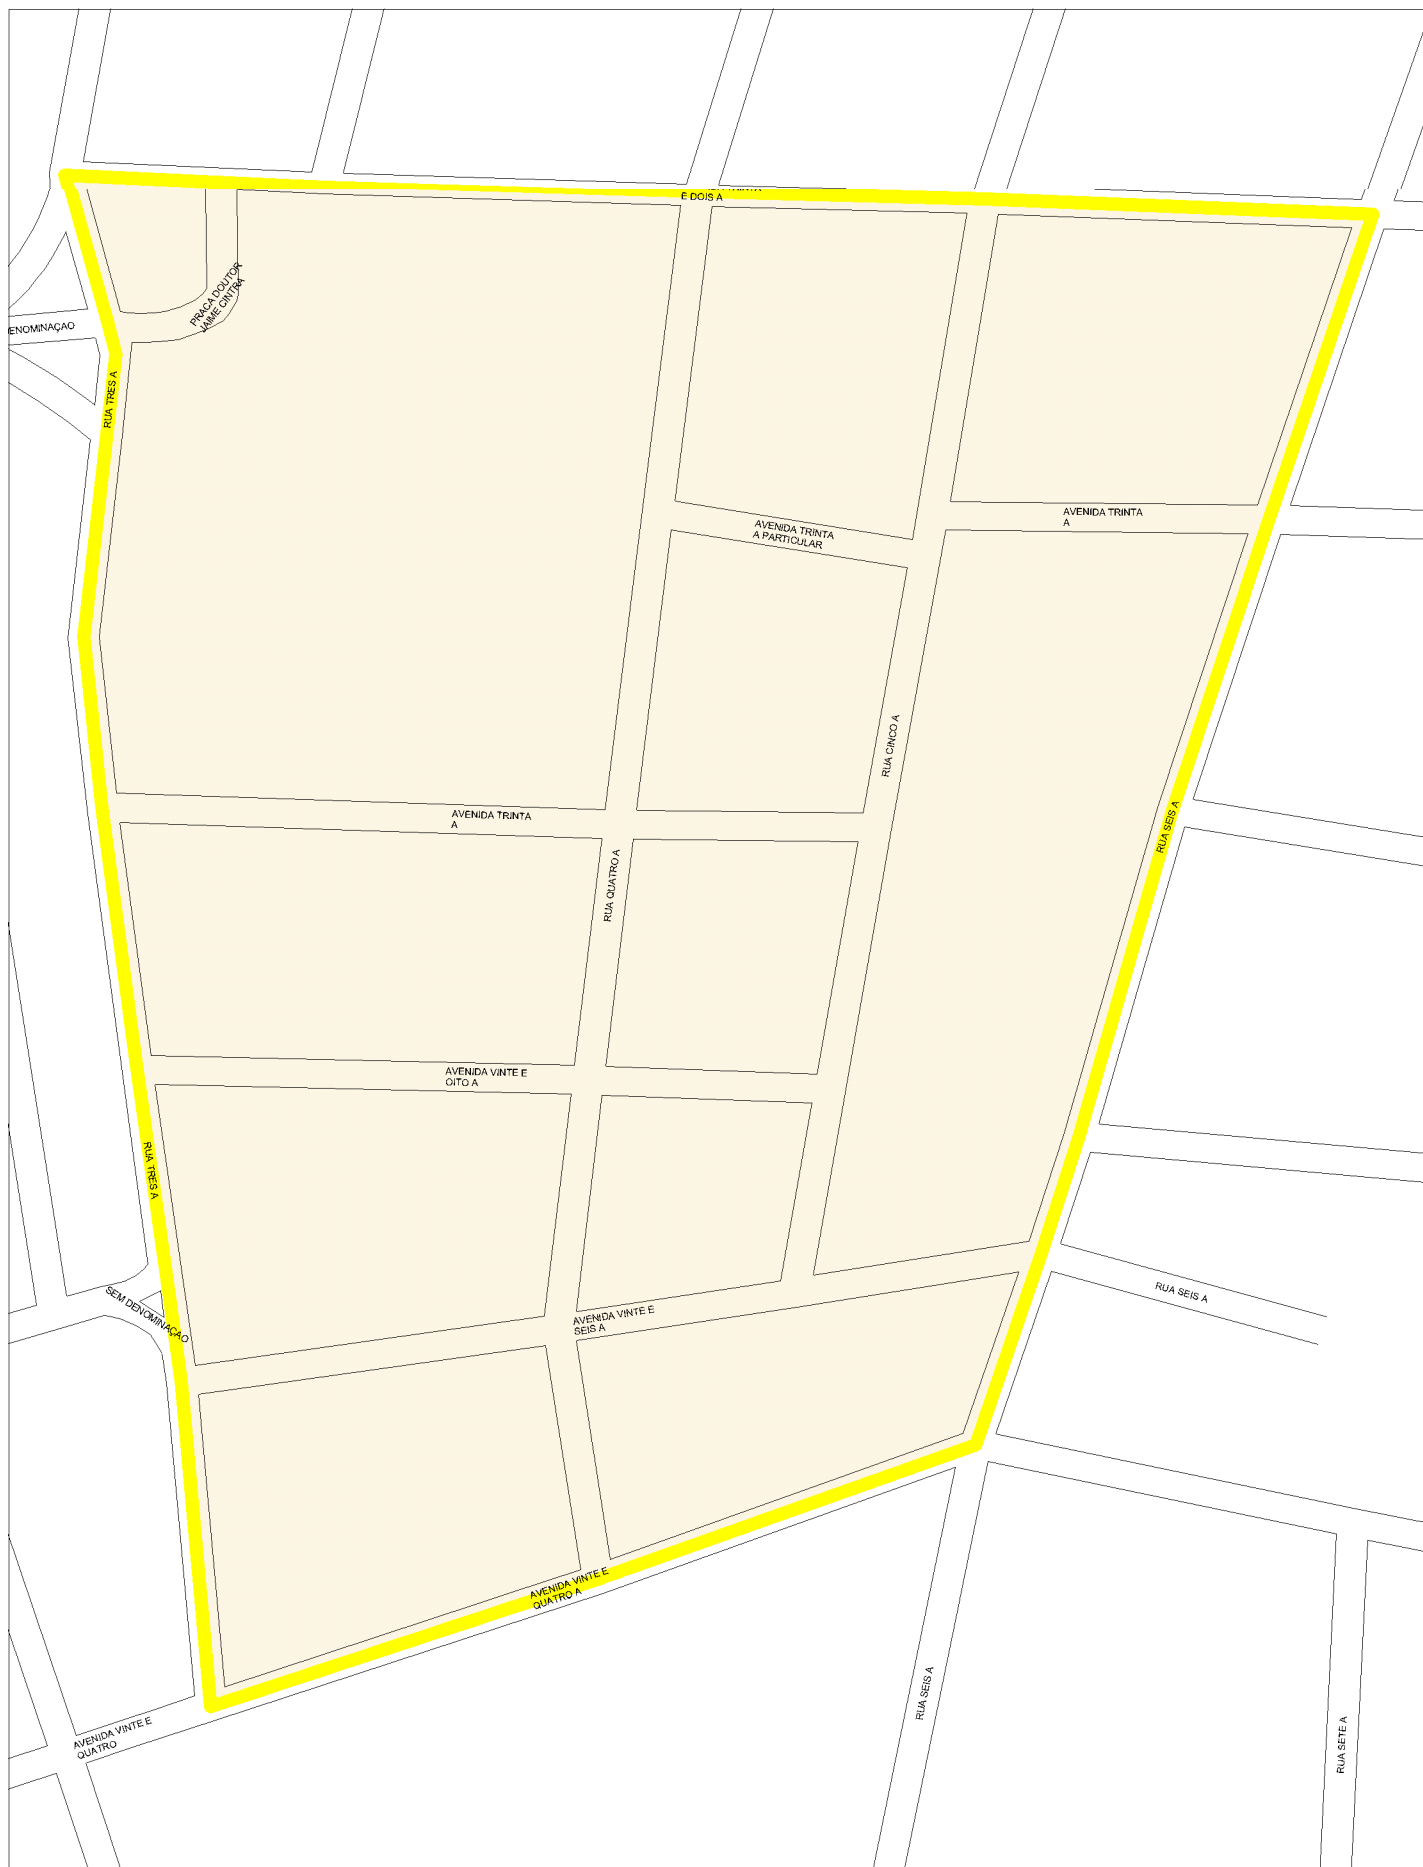 E DOIS A
PRACA DOUTOR
JAIME CINTRA
ENOMINAÇAO
RUA TRES A
AVENIDA TRINTA
A
AVENIDA TRINTA
A PARTICULAR
RUA CINCO A
AVENIDA TRINTA
A
RUA SEIS A
RUA QUATRO A
AVENIDA VINTE E
OITO A
RUA TRES A
RUA SEIS A
SEM DENOMINAÇAO
AVENIDA VINTE E
SEIS A
AVENIDA VINTE E
QUATRO A
RUA SEIS A
AVENIDA VINTE E
QUATRO
RUA SETE A